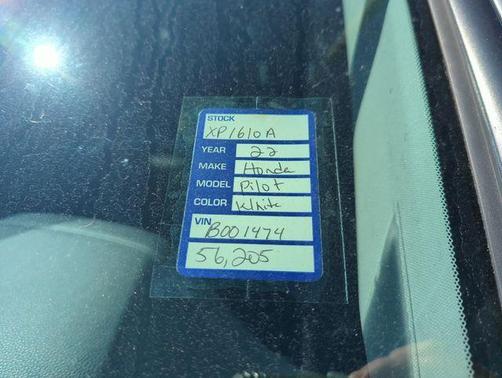 STOCK
XP1610A
YEAR 22
MAKE Honda
MODEL Pilot
COLOR White
VIN B001474
56,205